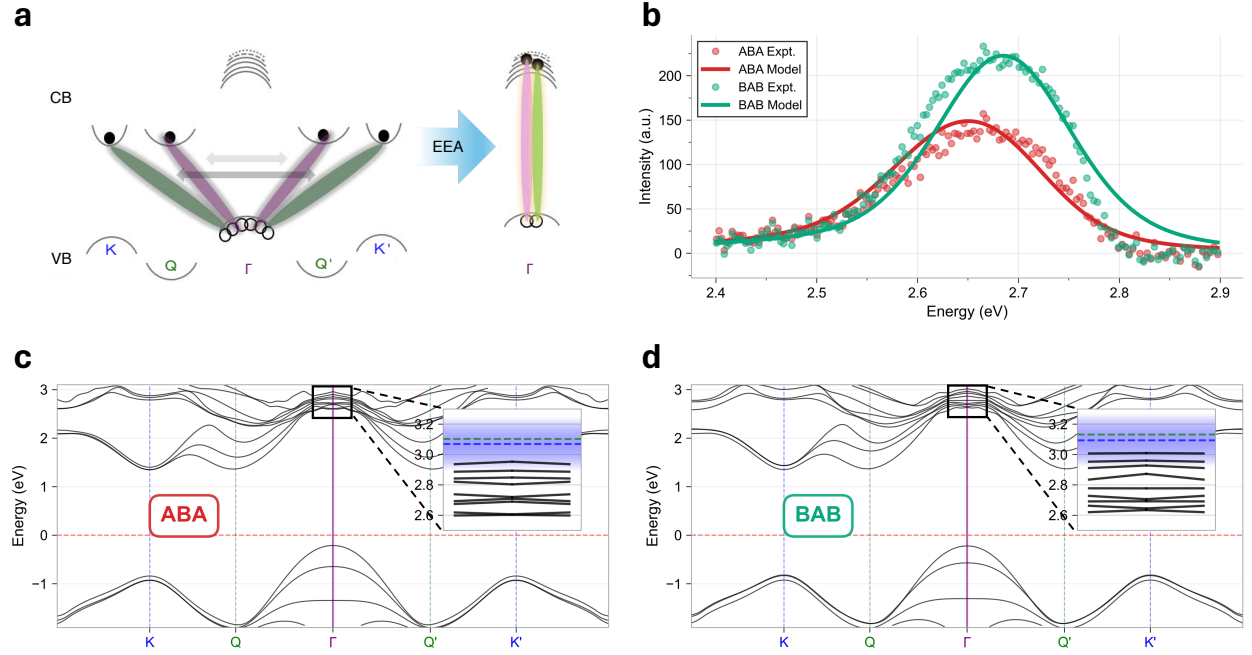 a
CB
VB
K
Q
Γ
Q'
K'
EEA
Γ
b
ABA Expt.
ABA Model
BAB Expt.
BAB Model
Intensity (a.u.)
200
150
100
50
0
2.4
2.5
2.6
2.7
2.8
2.9
Energy (eV)
c
Energy (eV)
3
2
1
0
−1
ABA
3.2
3.0
2.8
2.6
K
Q
Γ
Q'
K'
d
Energy (eV)
3
2
1
0
−1
BAB
3.2
3.0
2.8
2.6
K
Q
Γ
Q'
K'